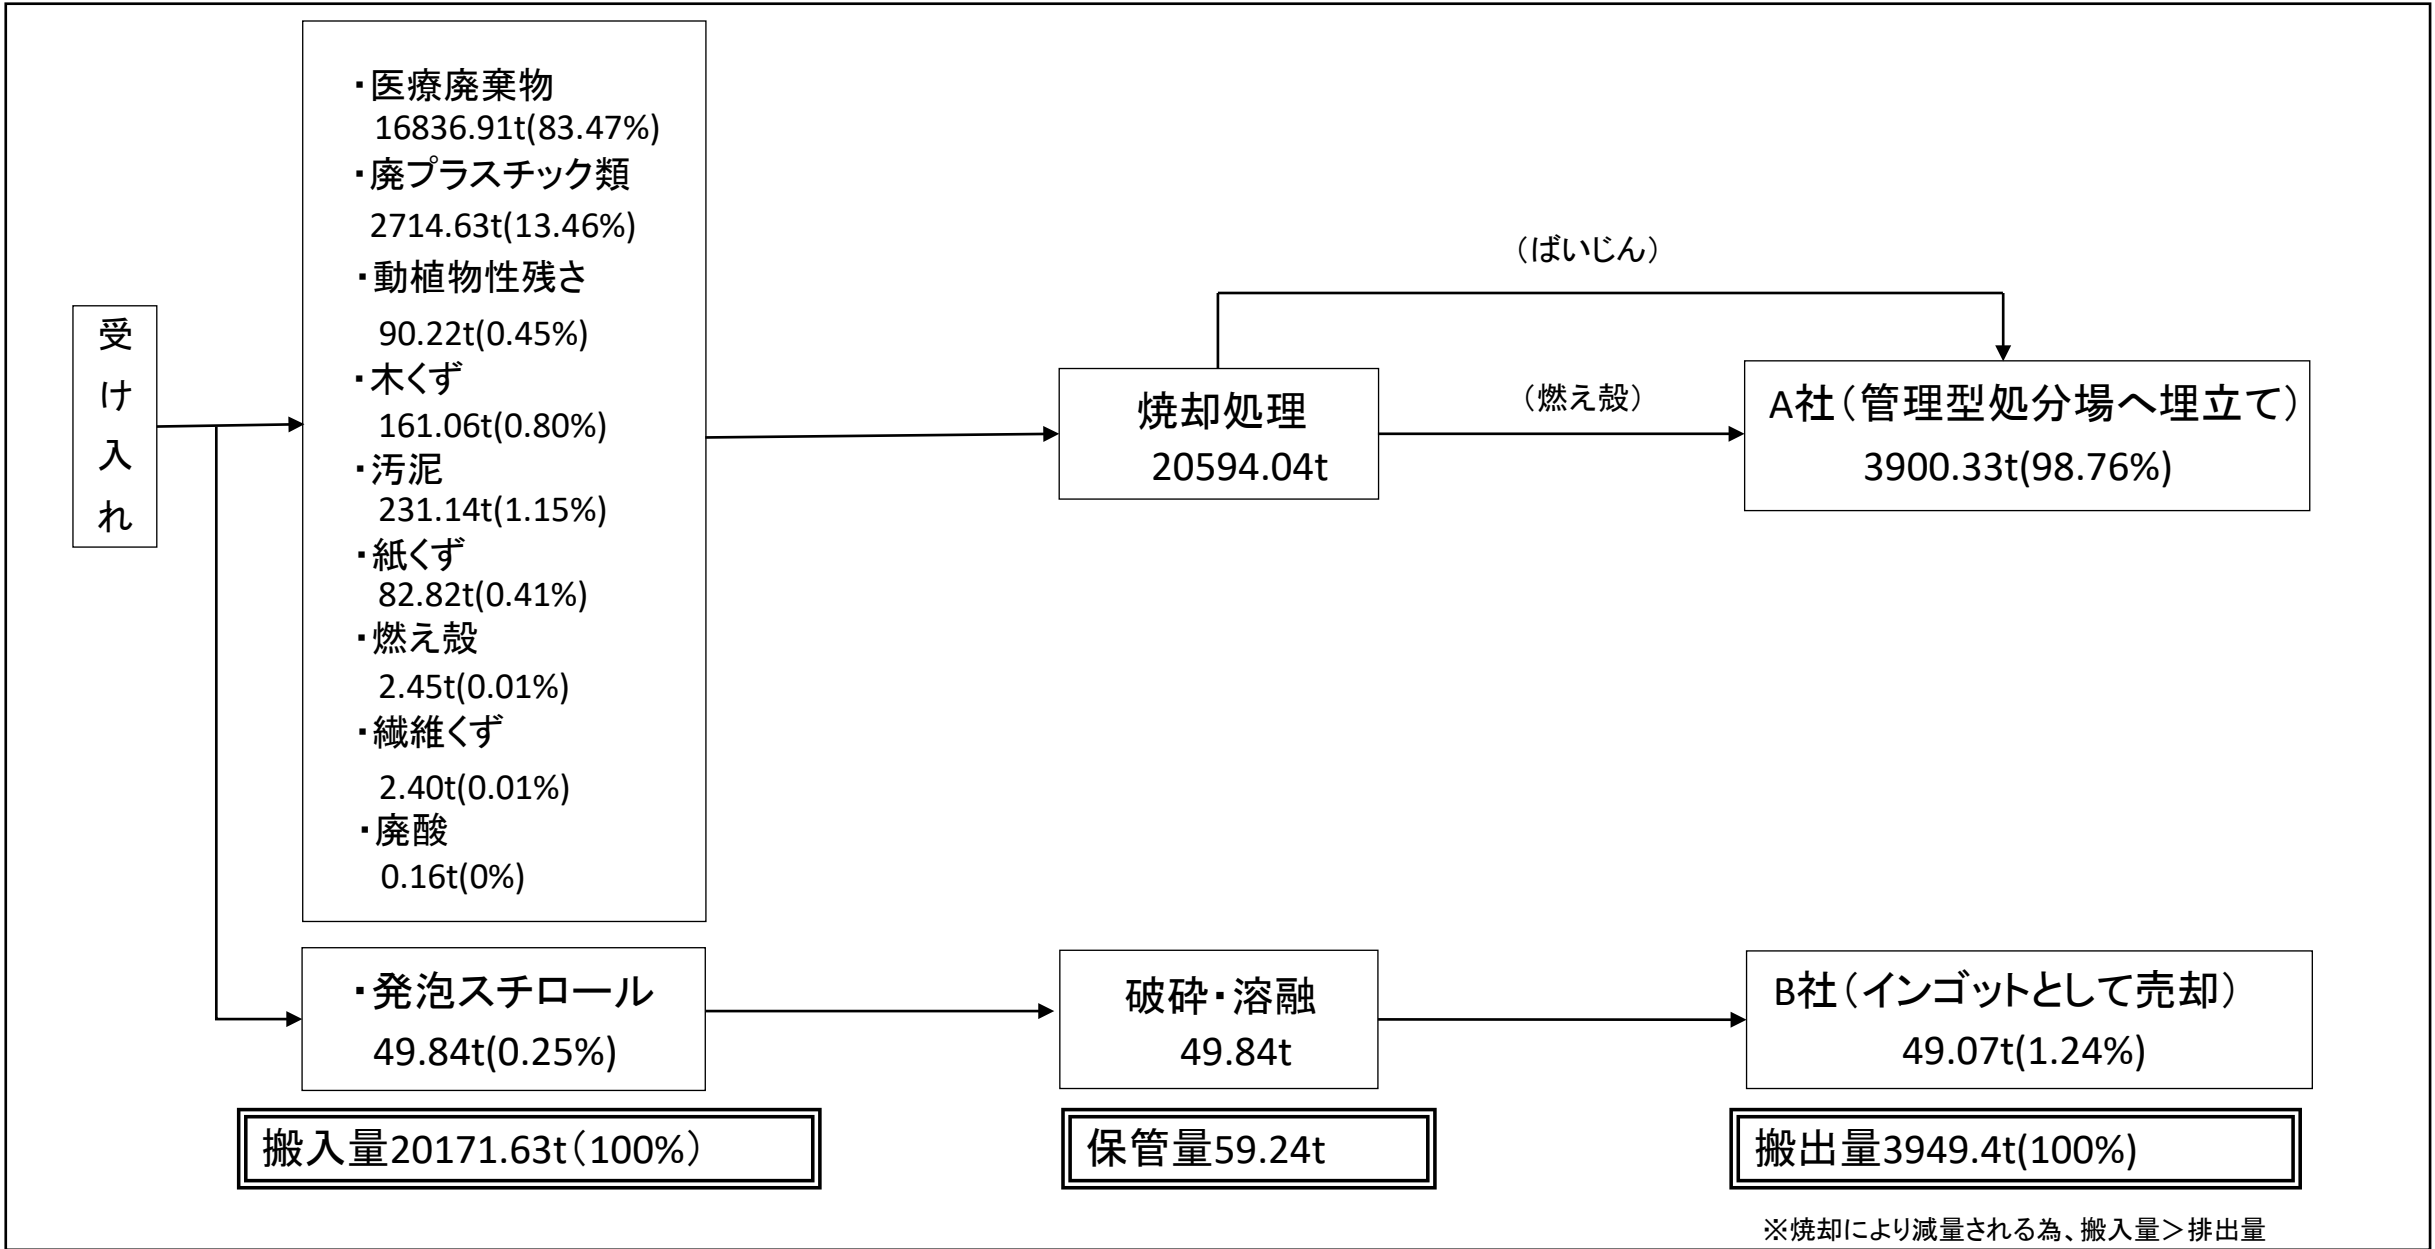 受け入れ
・医療廃棄物
16836.91t(83.47%)
・廃プラスチック類
2714.63t(13.46%)
・動植物性残さ
90.22t(0.45%)
・木くず
161.06t(0.80%)
・汚泥
231.14t(1.15%)
・紙くず
82.82t(0.41%)
・燃え殻
2.45t(0.01%)
・繊維くず
2.40t(0.01%)
・廃酸
0.16t(0%)
（ばいじん）
焼却処理
20594.04t
（燃え殻）
A社（管理型処分場へ埋立て）
3900.33t(98.76%)
・発泡スチロール
49.84t(0.25%)
破砕・溶融
49.84t
B社（インゴットとして売却）
49.07t(1.24%)
搬入量20171.63t（100%）
保管量59.24t
搬出量3949.4t(100%)
※焼却により減量される為、搬入量＞排出量